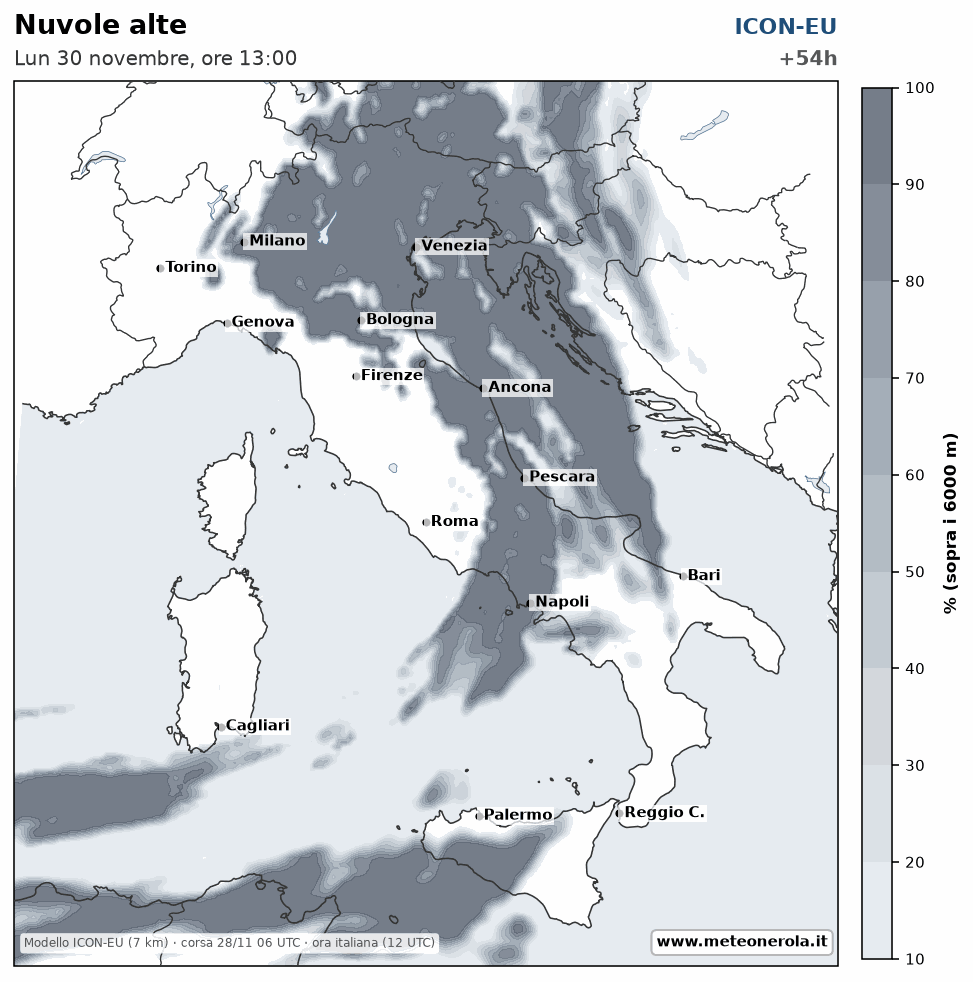 Nuvole alte
ICON-EU
Lun 30 novembre, ore 13:00
+54h
Milano
Venezia
Torino
Genova
Bologna
Firenze
Ancona
Pescara
Roma
Bari
Napoli
Cagliari
Palermo
Reggio C.
Modello ICON-EU (7 km) · corsa 28/11 06 UTC · ora italiana (12 UTC)
www.meteonerola.it
100
90
80
70
60
50
40
30
20
10
% (sopra i 6000 m)